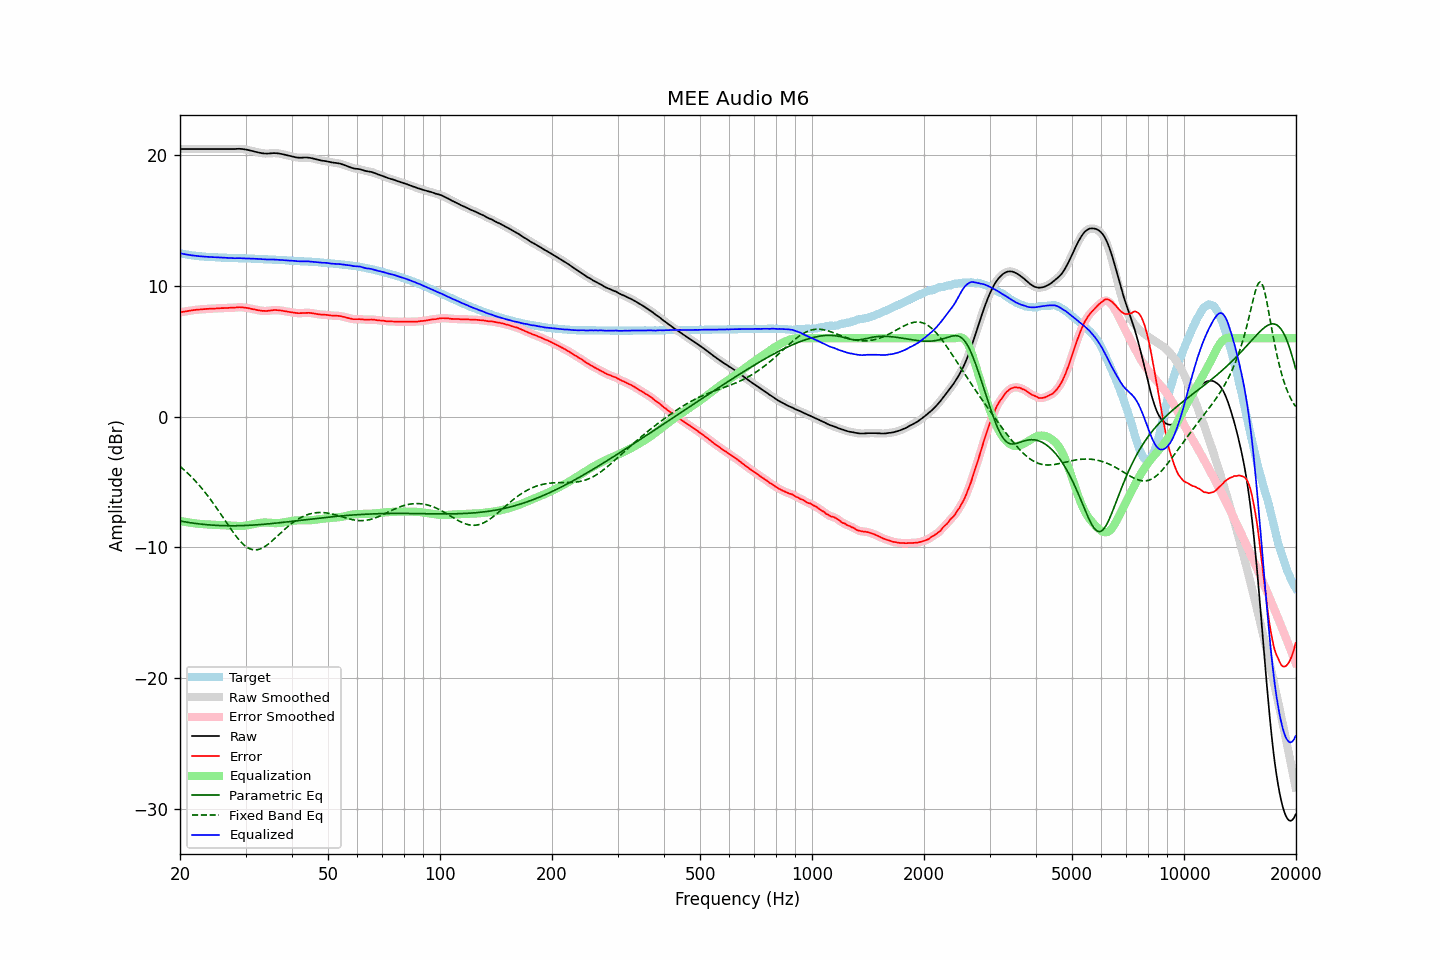 MEE Audio M6
Amplitude (dBr)
20
10
0
−10
−20
−30
Target
Raw Smoothed
Error Smoothed
Raw
Error
Equalization
Parametric Eq
Fixed Band Eq
Equalized
20 50 100 200 500 1000 2000 5000 10000 20000
Frequency (Hz)